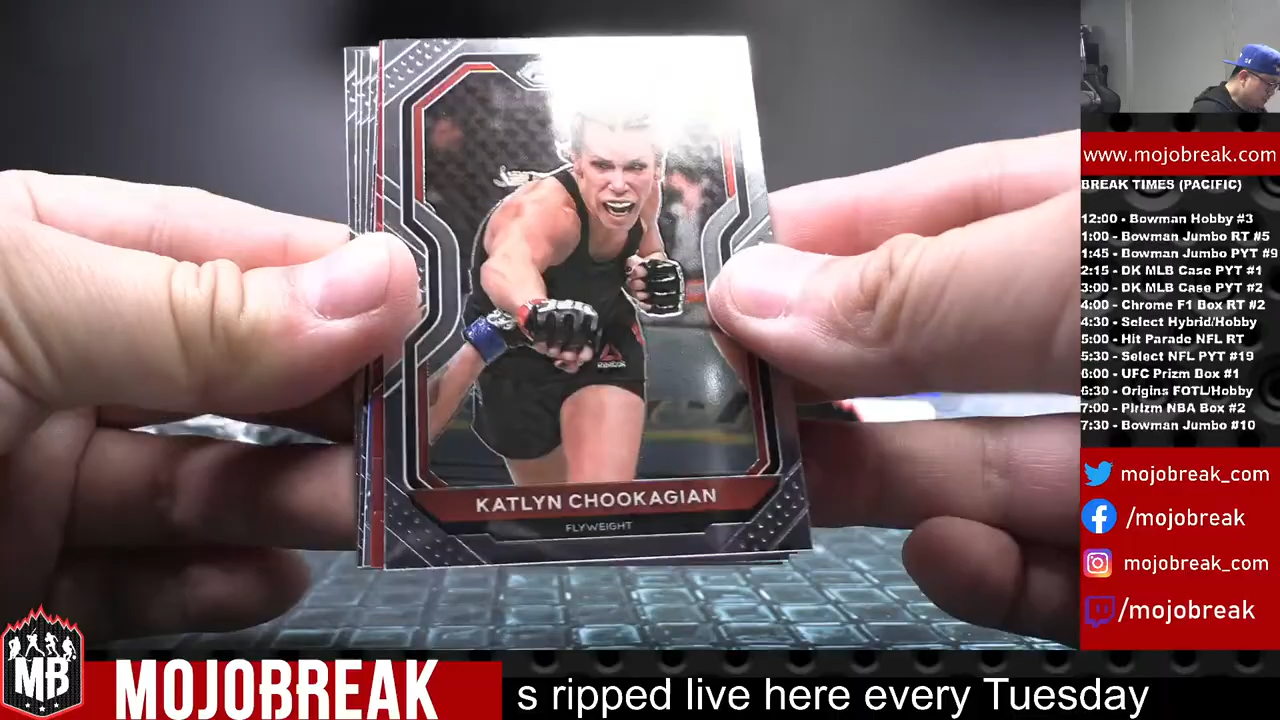 KATLYN CHOOKAGIAN
FLYWEIGHT
www.mojobreak.com
BREAK TIMES (PACIFIC)
12:00 - Bowman Hobby #3
1:00 - Bowman Jumbo RT #5
1:45 - Bowman Jumbo PYT #9
2:15 - DK MLB Case PYT #1
3:00 - DK MLB Case PYT #2
4:00 - Chrome F1 Box RT #2
4:30 - Select Hybrid/Hobby
5:00 - Hit Parade NFL RT
5:30 - Select NFL PYT #19
6:00 - UFC Prizm Box #1
6:30 - Origins FOTL/Hobby
7:00 - Pirizm NBA Box #2
7:30 - Bowman Jumbo #10
mojobreak_com
/mojobreak
mojobreak_com
/mojobreak
MB
MOJOBREAK
s ripped live here every Tuesday